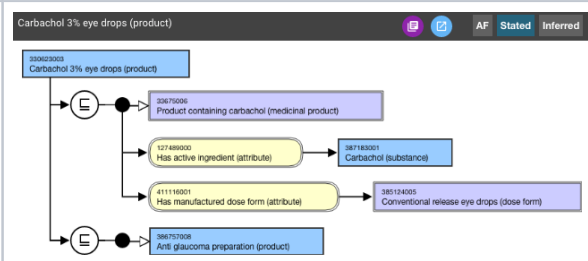 Carbachol 3% eye drops (product)
AF Stated Inferred
330623003
Carbachol 3% eye drops (product)
⊑
33675006
Product containing carbachol (medicinal product)
127489000
Has active ingredient (attribute)
387183001
Carbachol (substance)
411116001
Has manufactured dose form (attribute)
385124005
Conventional release eye drops (dose form)
⊑
386757008
Anti glaucoma preparation (product)